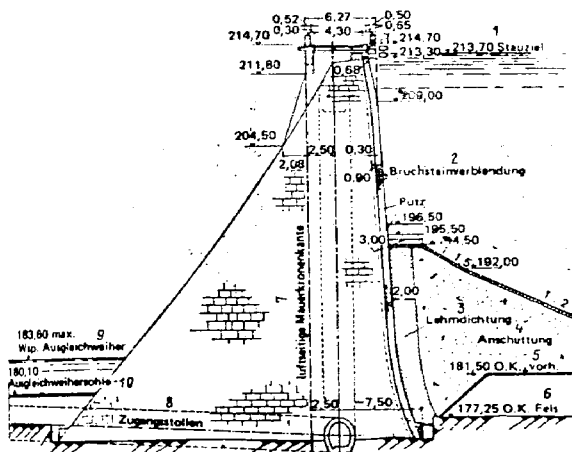 0,52 6,27 0,50
0,30 4,30 0,65
214,70 214,70 1
213,30 213,70 Stauziel
211,80
0,68
209,00
204,50
2,50 0,30 2
2,08 Bruchsteinverblendung
0,90
Putz
196,50
195,50
3,00 4,50
192,00
luftseitige Mauerkronenkante
7
2,00 3
Lehmdichtung
4
Anschüttung
1 2
183,60 max. 9
Wsp. Ausgleichweiher
180,10
Ausgleichweihersohle 10
5
181,50 O.K. vorh.
8 2,50 7,50 6
Zugangsstollen 177,25 O.K. Fels